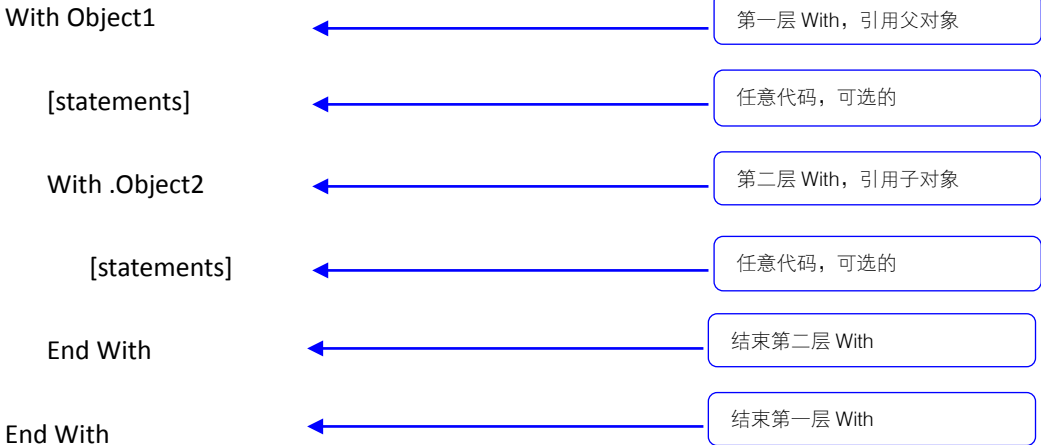 With Object1
第一层 With，引用父对象
[statements]
任意代码，可选的
With .Object2
第二层 With，引用子对象
[statements]
任意代码，可选的
End With
结束第二层 With
End With
结束第一层 With